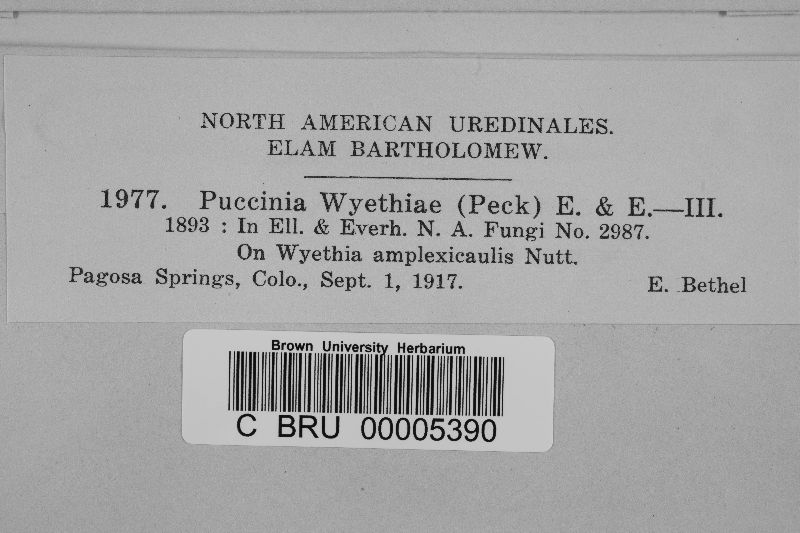 NORTH AMERICAN UREDINALES.
ELAM BARTHOLOMEW.
1977. Puccinia Wyethiae (Peck) E. & E.—III.
1893 : In Ell. & Everh. N. A. Fungi No. 2987.
On Wyethia amplexicaulis Nutt.
Pagosa Springs, Colo., Sept. 1, 1917. E. Bethel
Brown University Herbarium
C BRU 00005390